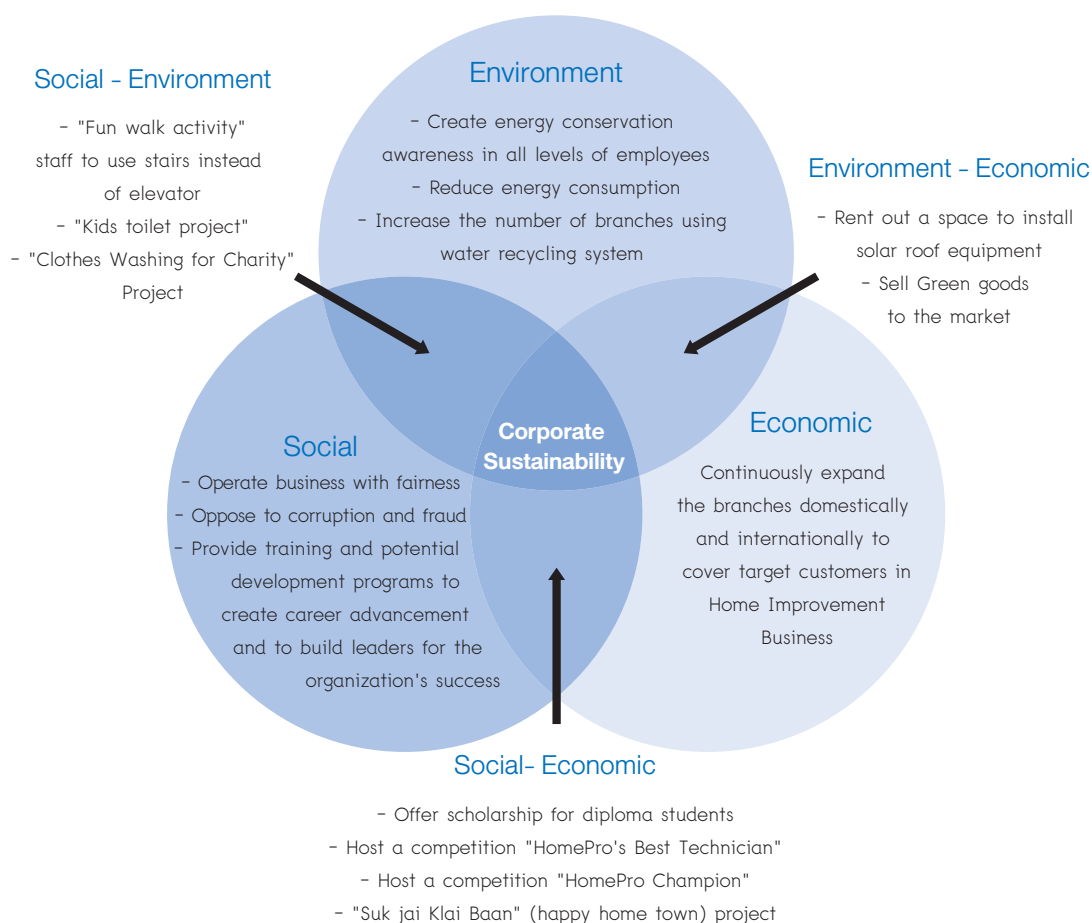 Social - Environment
- "Fun walk activity"
staff to use stairs instead
of elevator
- "Kids toilet project"
- "Clothes Washing for Charity"
Project
Environment
- Create energy conservation
awareness in all levels of employees
- Reduce energy consumption
- Increase the number of branches using
water recycling system
Environment - Economic
- Rent out a space to install
solar roof equipment
- Sell Green goods
to the market
Social
- Operate business with fairness
- Oppose to corruption and fraud
- Provide training and potential
development programs to
create career advancement
and to build leaders for the
organization's success
Corporate
Sustainability
Economic
Continuously expand
the branches domestically
and internationally to
cover target customers in
Home Improvement
Business
Social- Economic
- Offer scholarship for diploma students
- Host a competition "HomePro's Best Technician"
- Host a competition "HomePro Champion"
- "Suk jai Klai Baan" (happy home town) project